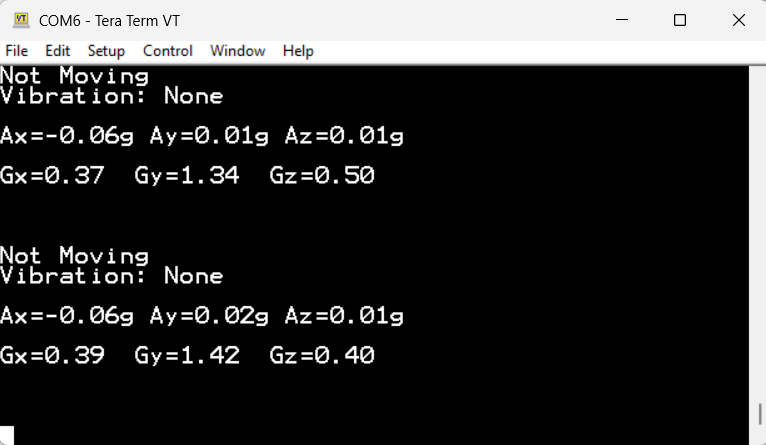 COM6 - Tera Term VT
File Edit Setup Control Window Help
Not Moving
Vibration: None
Ax=-0.06g Ay=0.01g Az=0.01g
Gx=0.37  Gy=1.34  Gz=0.50
Not Moving
Vibration: None
Ax=-0.06g Ay=0.02g Az=0.01g
Gx=0.39  Gy=1.42  Gz=0.40